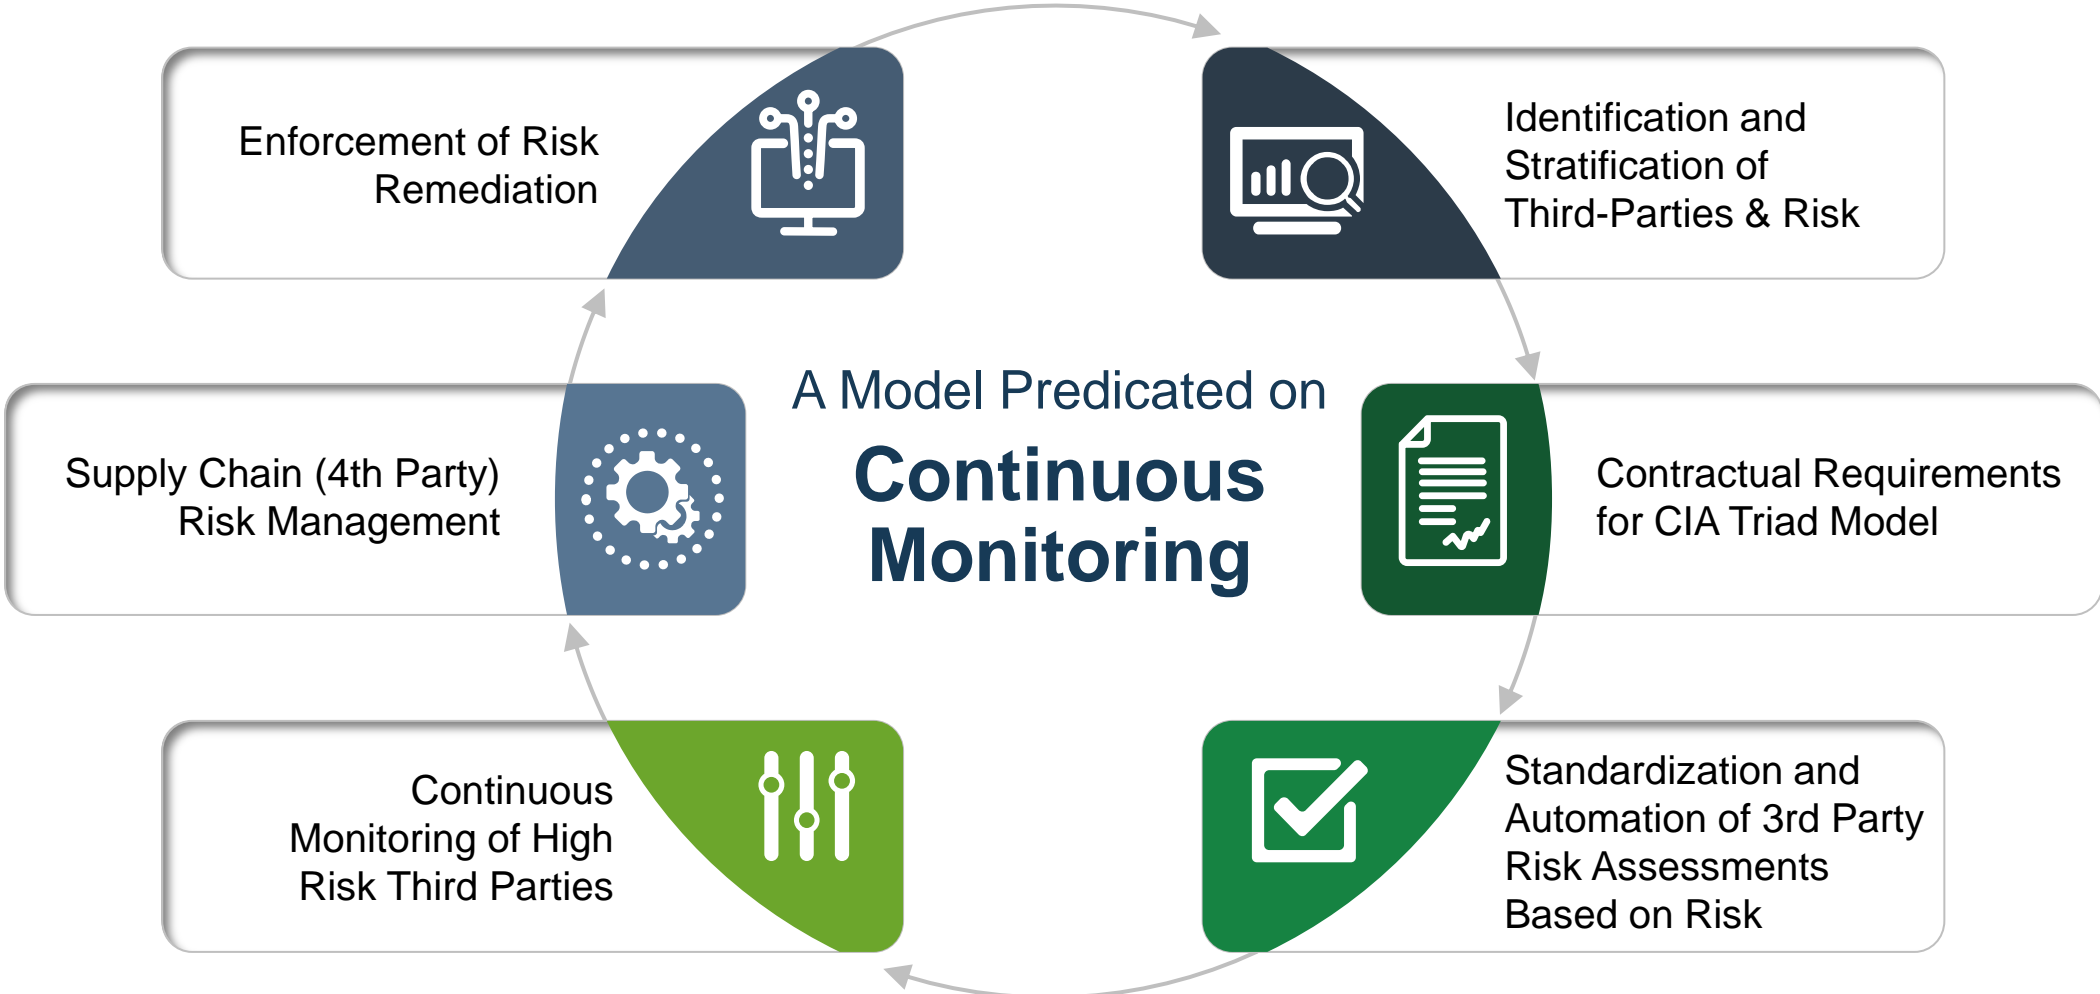 Enforcement of Risk
Remediation
Identification and
Stratification of
Third-Parties & Risk
A Model Predicated on
Continuous
Monitoring
Supply Chain (4th Party)
Risk Management
Contractual Requirements
for CIA Triad Model
Continuous
Monitoring of High
Risk Third Parties
Standardization and
Automation of 3rd Party
Risk Assessments
Based on Risk